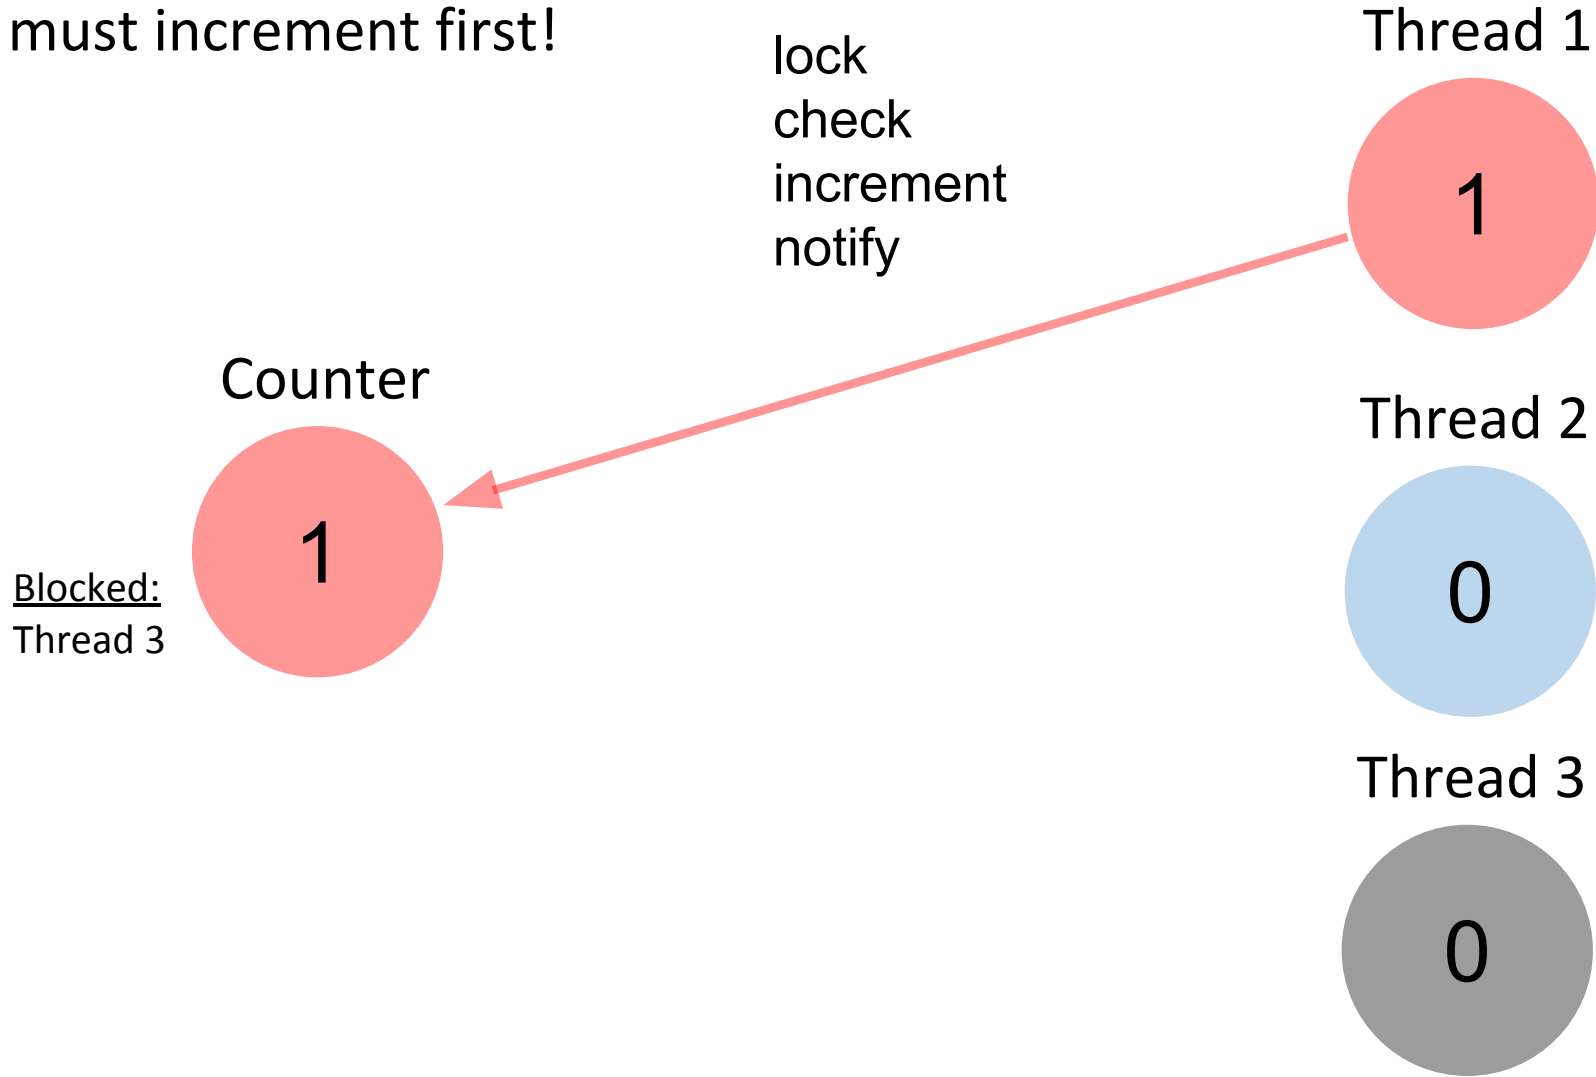 must increment first!
lock
check
increment
notify
Thread 1
1
Counter
1
Blocked:
Thread 3
Thread 2
0
Thread 3
0